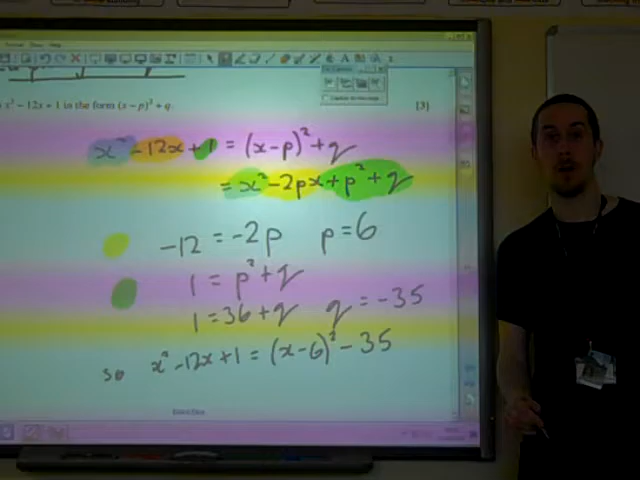 x² - 12x + 1 in the form (x - p)² + q.
[3]
x² - 12x + 1 = (x-p)² + q
= x² - 2px + p² + q
-12 = -2p p = 6
1 = p² + q
1 = 36 + q q = -35
so x² - 12x + 1 = (x-6)² - 35